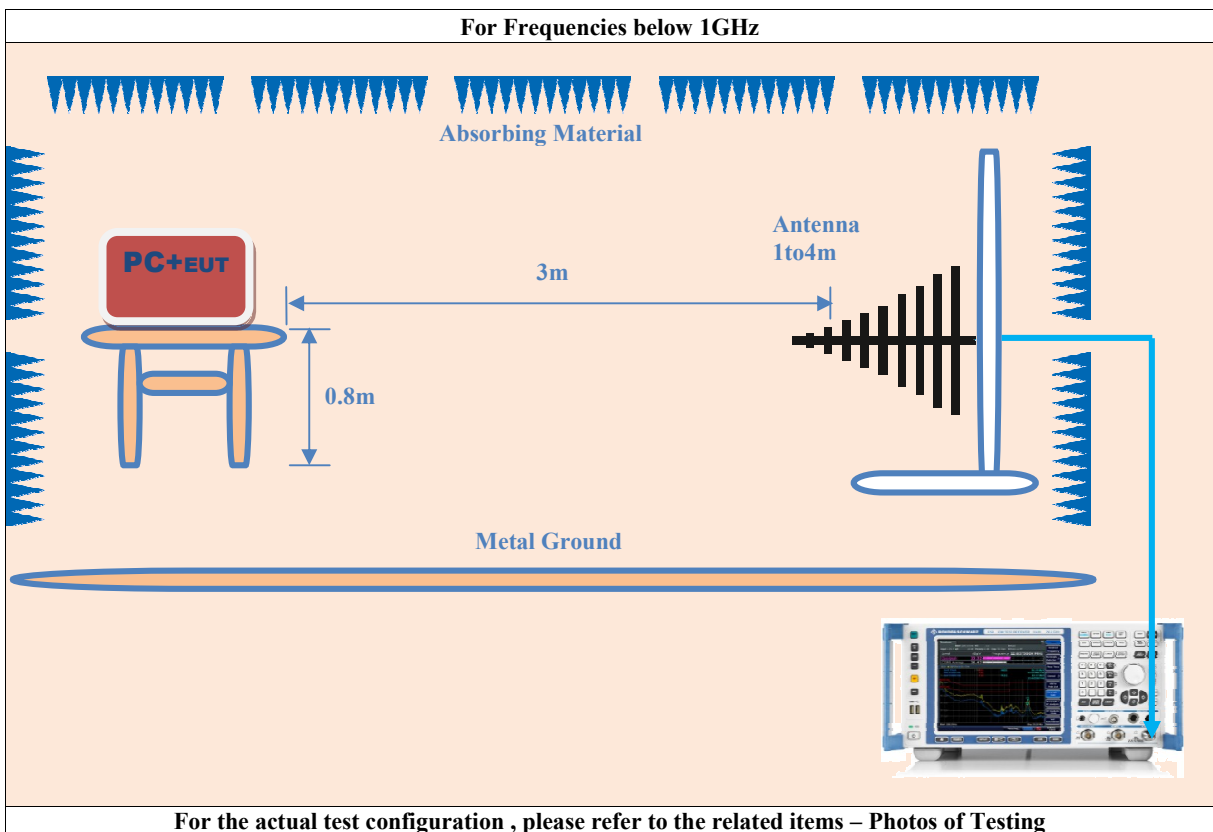 For Frequencies below 1GHz
Absorbing Material
Antenna
1to4m
PC+EUT
3m
0.8m
Metal Ground
For the actual test configuration , please refer to the related items – Photos of Testing